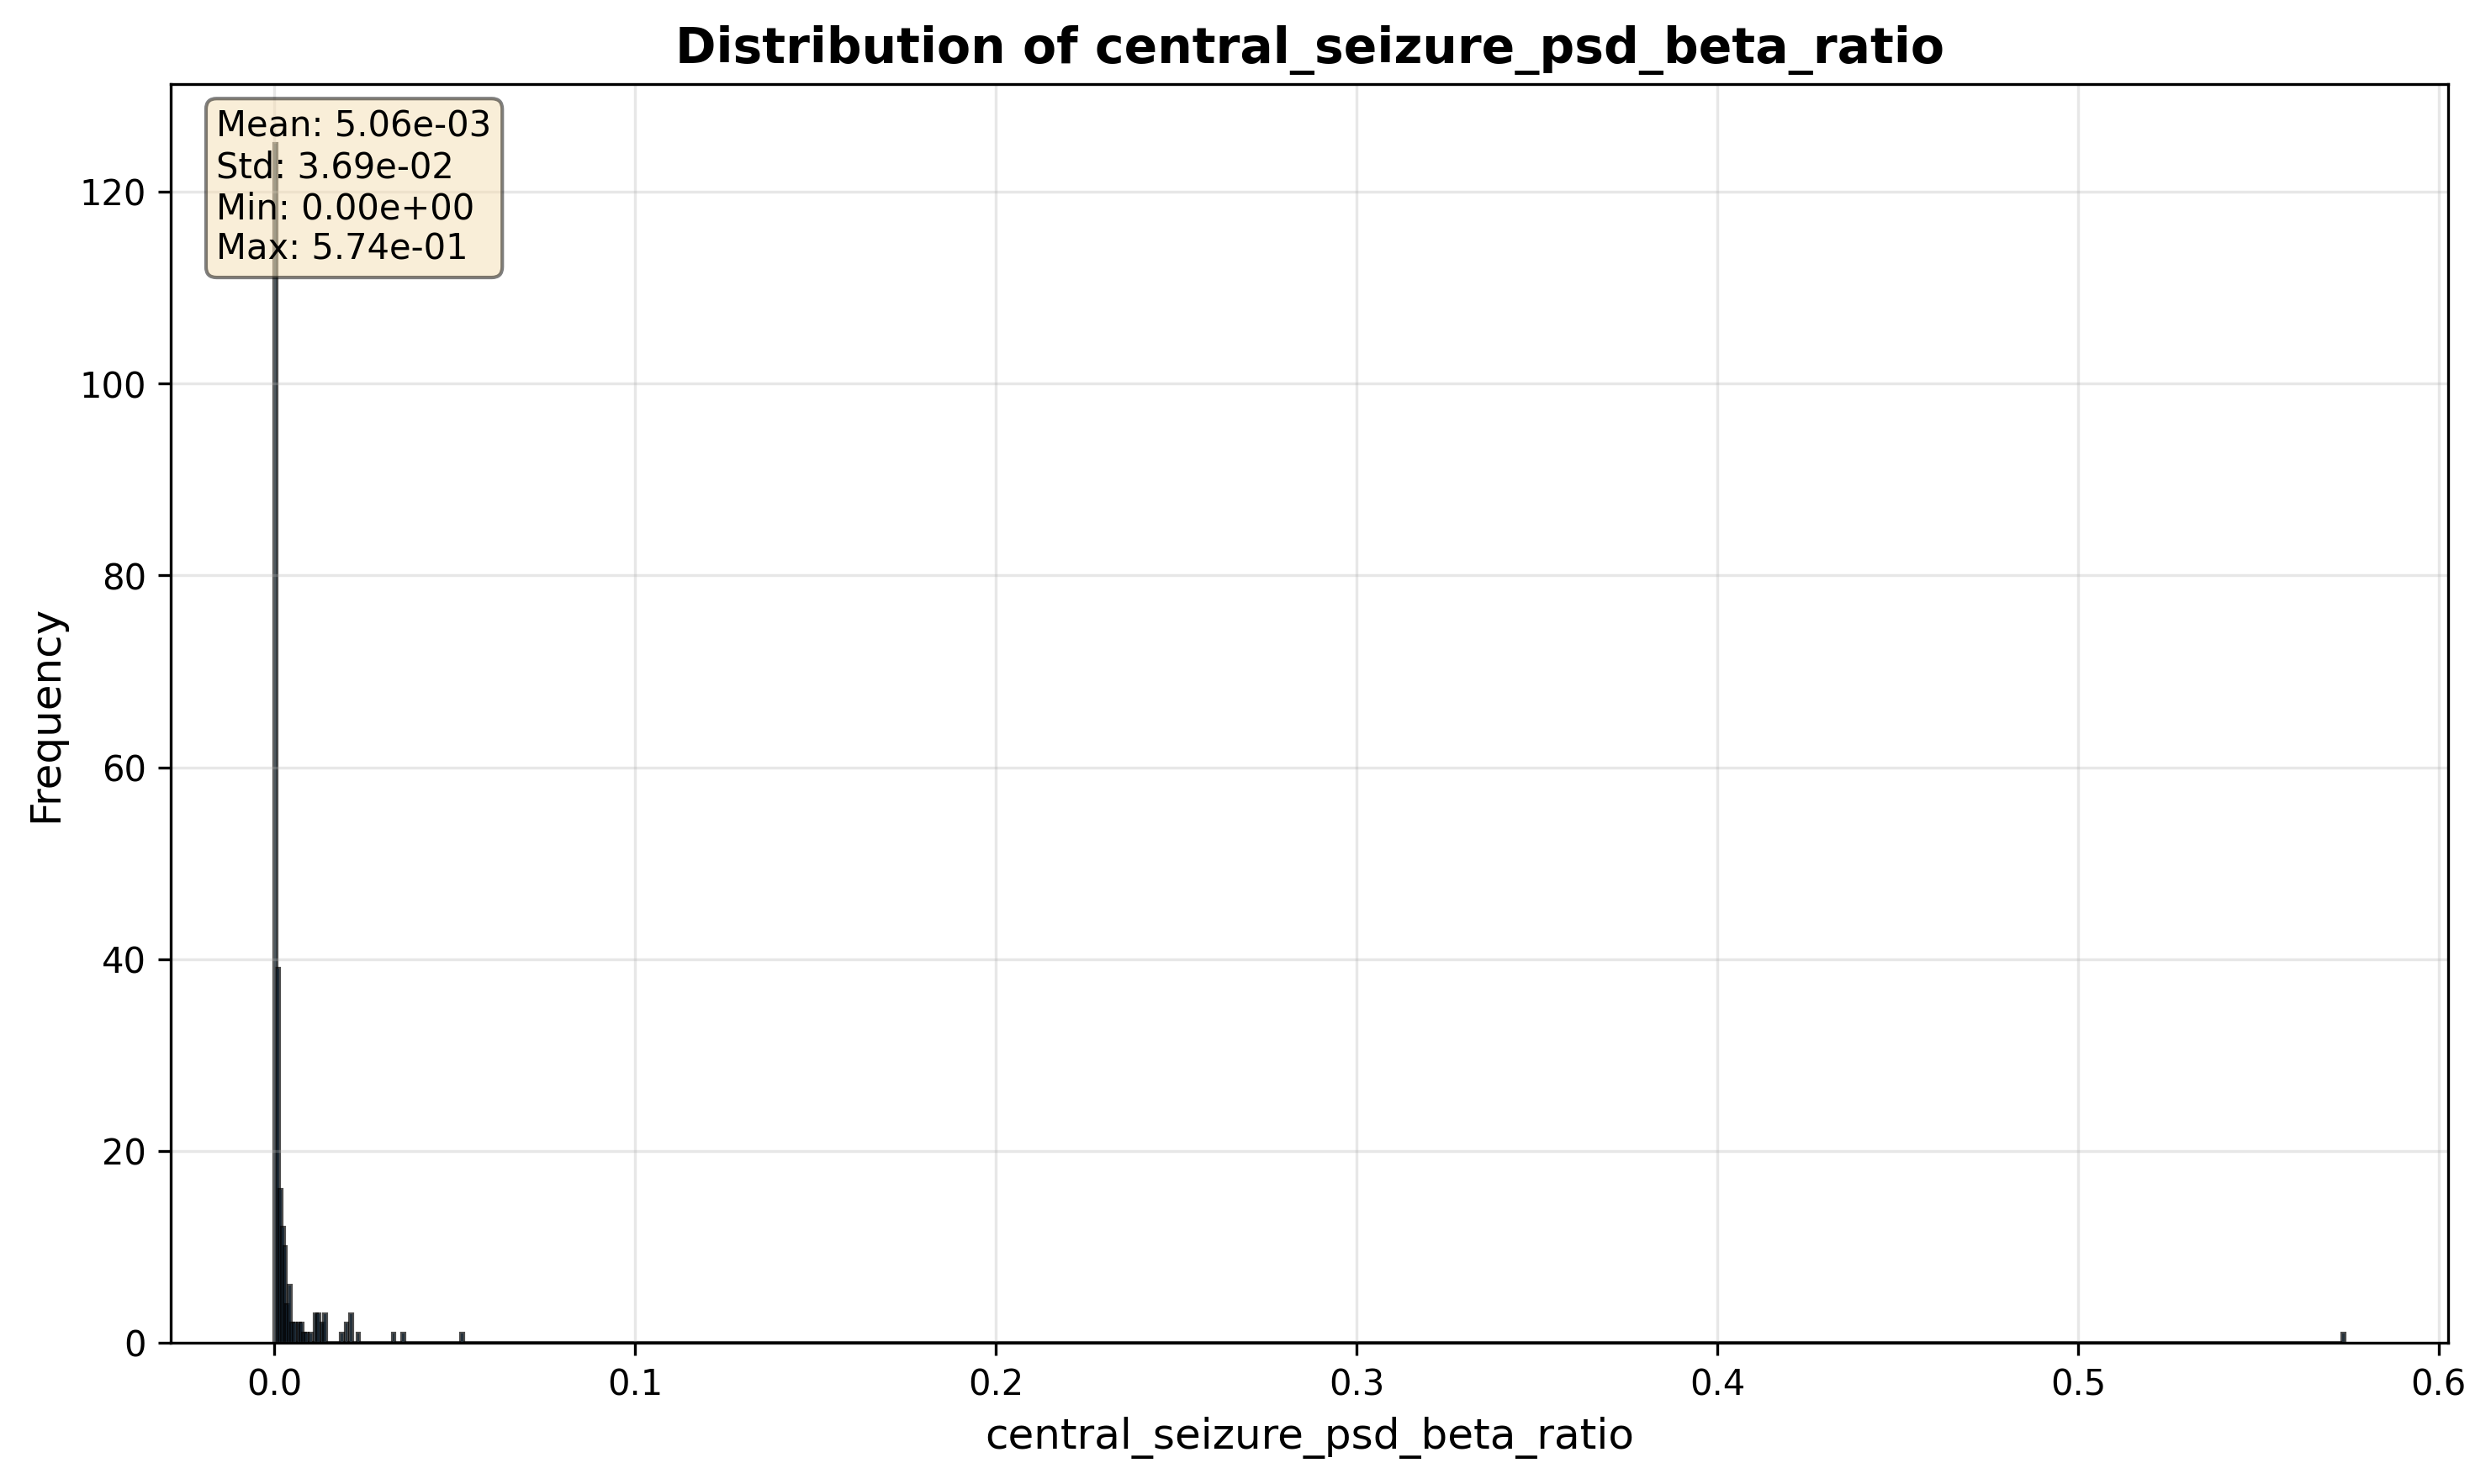 Distribution of central_seizure_psd_beta_ratio
Mean: 5.06e-03
Std: 3.69e-02
Min: 0.00e+00
Max: 5.74e-01
120
100
80
60
40
20
0
Frequency
0.0 0.1 0.2 0.3 0.4 0.5 0.6
central_seizure_psd_beta_ratio